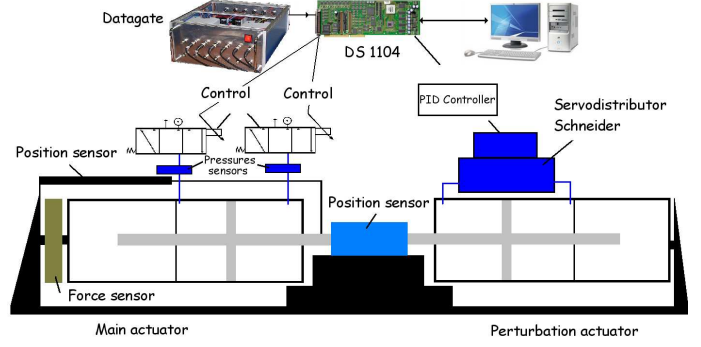 Datagate
DS 1104
Control
Control
PID Controller
Servodistributor
Schneider
Position sensor
Pressures
sensors
Position sensor
Force sensor
Main actuator
Perturbation actuator